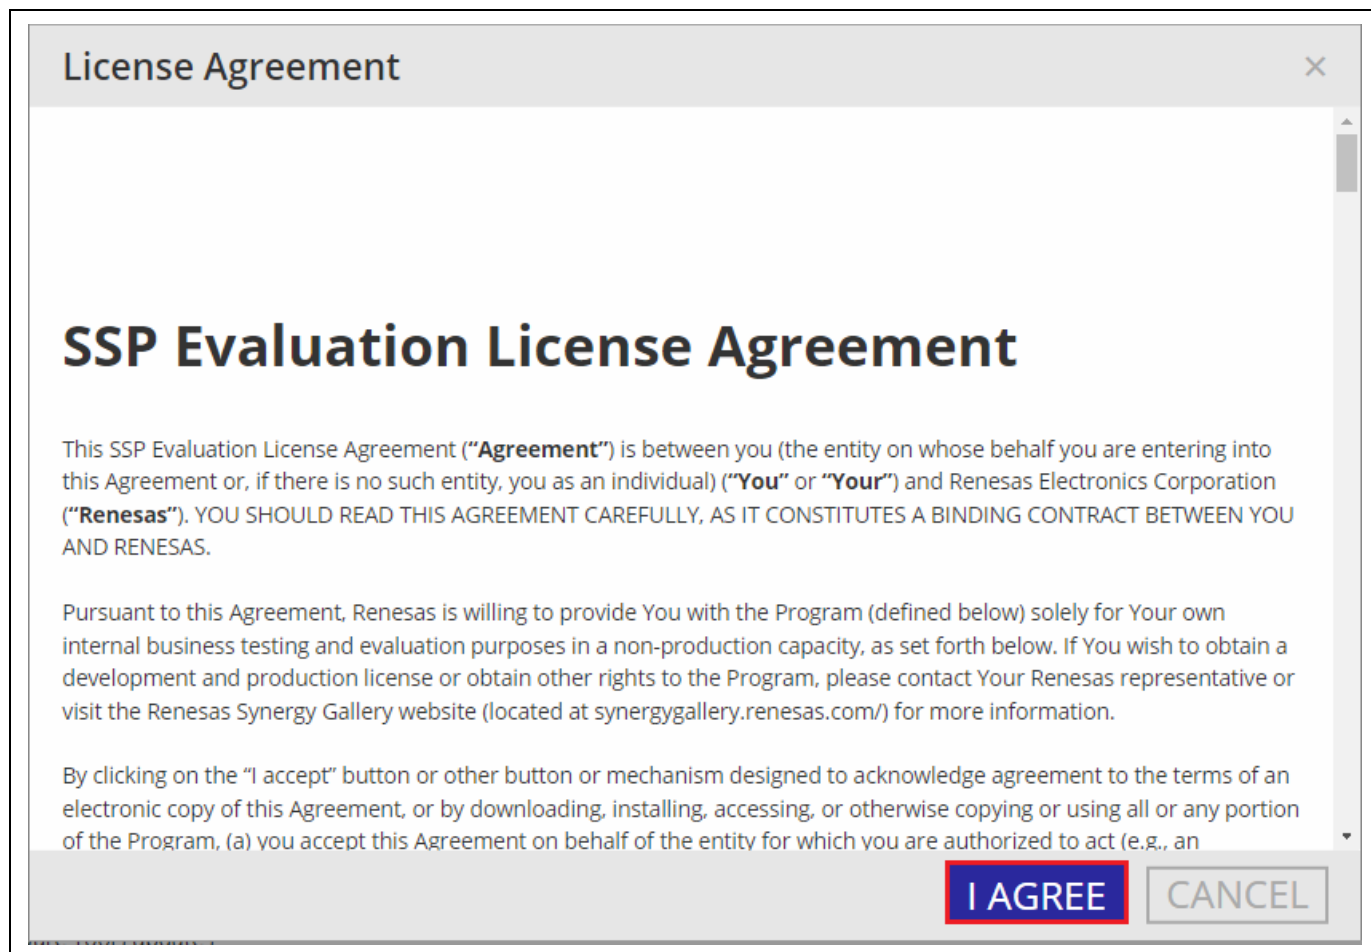 License Agreement
×
SSP Evaluation License Agreement
This SSP Evaluation License Agreement (“Agreement”) is between you (the entity on whose behalf you are entering into
this Agreement or, if there is no such entity, you as an individual) (“You” or “Your”) and Renesas Electronics Corporation
(“Renesas”). YOU SHOULD READ THIS AGREEMENT CAREFULLY, AS IT CONSTITUTES A BINDING CONTRACT BETWEEN YOU
AND RENESAS.
Pursuant to this Agreement, Renesas is willing to provide You with the Program (defined below) solely for Your own
internal business testing and evaluation purposes in a non-production capacity, as set forth below. If You wish to obtain a
development and production license or obtain other rights to the Program, please contact Your Renesas representative or
visit the Renesas Synergy Gallery website (located at synergygallery.renesas.com/) for more information.
By clicking on the “I accept” button or other button or mechanism designed to acknowledge agreement to the terms of an
electronic copy of this Agreement, or by downloading, installing, accessing, or otherwise copying or using all or any portion
of the Program, (a) you accept this Agreement on behalf of the entity for which you are authorized to act (e.g., an
I AGREE
CANCEL